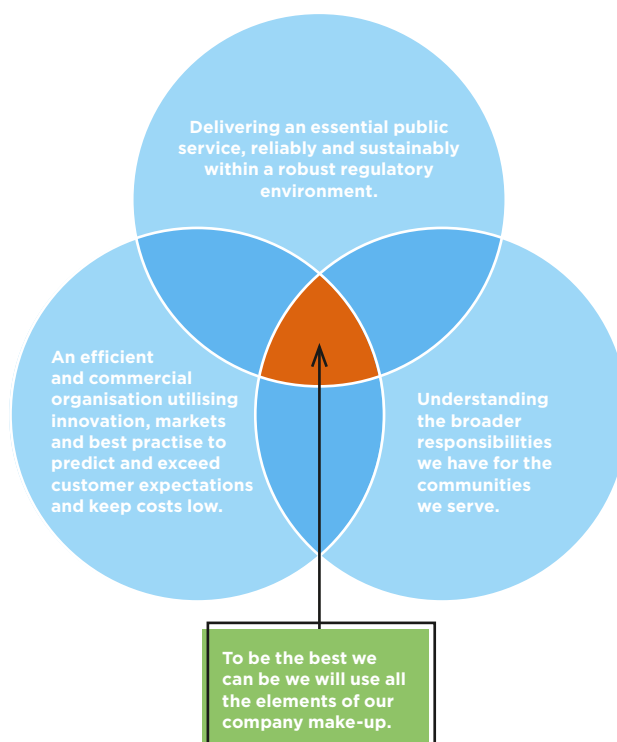 Delivering an essential public
service, reliably and sustainably
within a robust regulatory
environment.
An efficient
and commercial
organisation utilising
innovation, markets
and best practise to
predict and exceed
customer expectations
and keep costs low.
Understanding
the broader
responsibilities
we have for the
communities
we serve.
To be the best we
can be we will use all
the elements of our
company make-up.